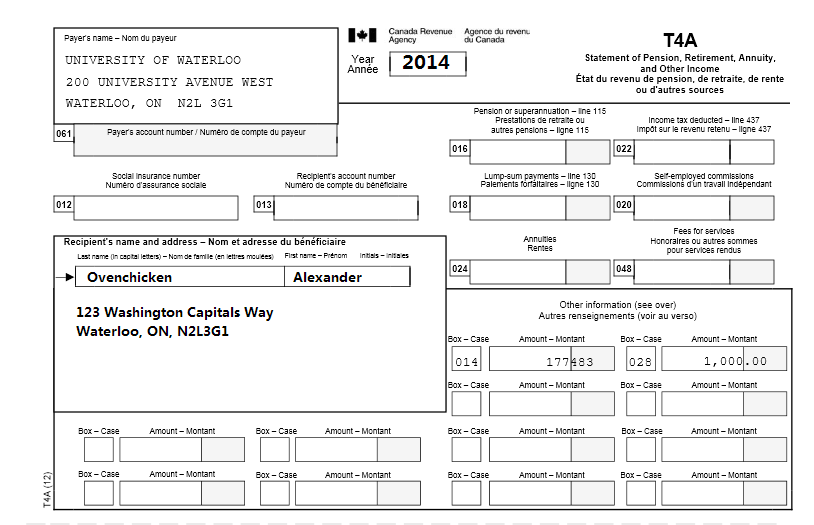 Payer's name – Nom du payeur
UNIVERSITY OF WATERLOO
200 UNIVERSITY AVENUE WEST
WATERLOO, ON N2L 3G1
Canada Revenue Agency
Agence du revenu du Canada
Year
Année
2014
T4A
Statement of Pension, Retirement, Annuity,
and Other Income
État du revenu de pension, de retraite, de rente
ou d'autres sources
061
Payer's account number / Numéro de compte du payeur
Pension or superannuation – line 115
Prestations de retraite ou
autres pensions – ligne 115
016
Income tax deducted – line 437
Impôt sur le revenu retenu – ligne 437
022
Social insurance number
Numéro d'assurance sociale
012
Recipient's account number
Numéro de compte du bénéficiaire
013
Lump-sum payments – line 130
Paiements forfaitaires – ligne 130
018
Self-employed commissions
Commissions d'un travail indépendant
020
Recipient's name and address – Nom et adresse du bénéficiaire
Last name (in capital letters) – Nom de famille (en lettres moulées) First name – Prénom Initials – Initiales
Ovenchicken Alexander
123 Washington Capitals Way
Waterloo, ON, N2L3G1
Annuities
Rentes
024
Fees for services
Honoraires ou autres sommes
pour services rendus
048
Other information (see over)
Autres renseignements (voir au verso)
Box – Case Amount – Montant Box – Case Amount – Montant
014 177483 028 1,000.00
Box – Case Amount – Montant Box – Case Amount – Montant
Box – Case Amount – Montant Box – Case Amount – Montant Box – Case Amount – Montant Box – Case Amount – Montant
Box – Case Amount – Montant Box – Case Amount – Montant Box – Case Amount – Montant Box – Case Amount – Montant
T4A (12)